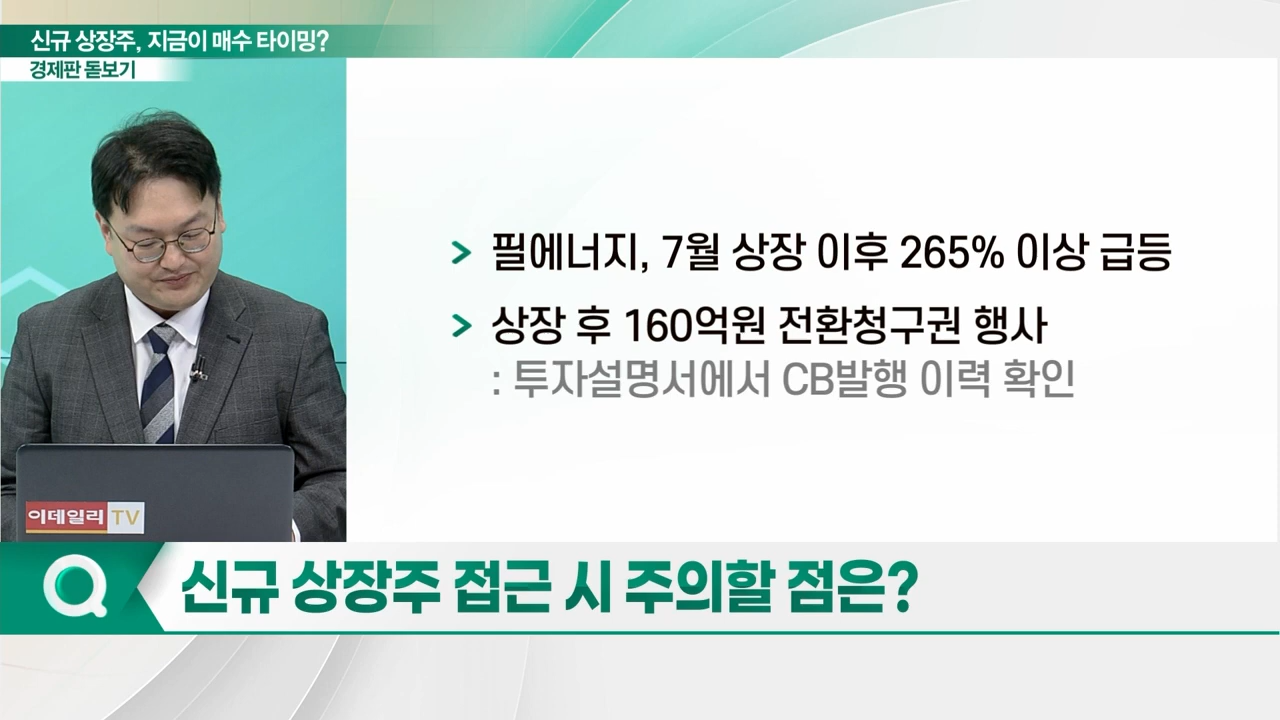 신규 상장주, 지금이 매수 타이밍?
경제판 돋보기
> 필에너지, 7월 상장 이후 265% 이상 급등
> 상장 후 160억원 전환청구권 행사
: 투자설명서에서 CB발행 이력 확인
이데일리 TV
Q 신규 상장주 접근 시 주의할 점은?